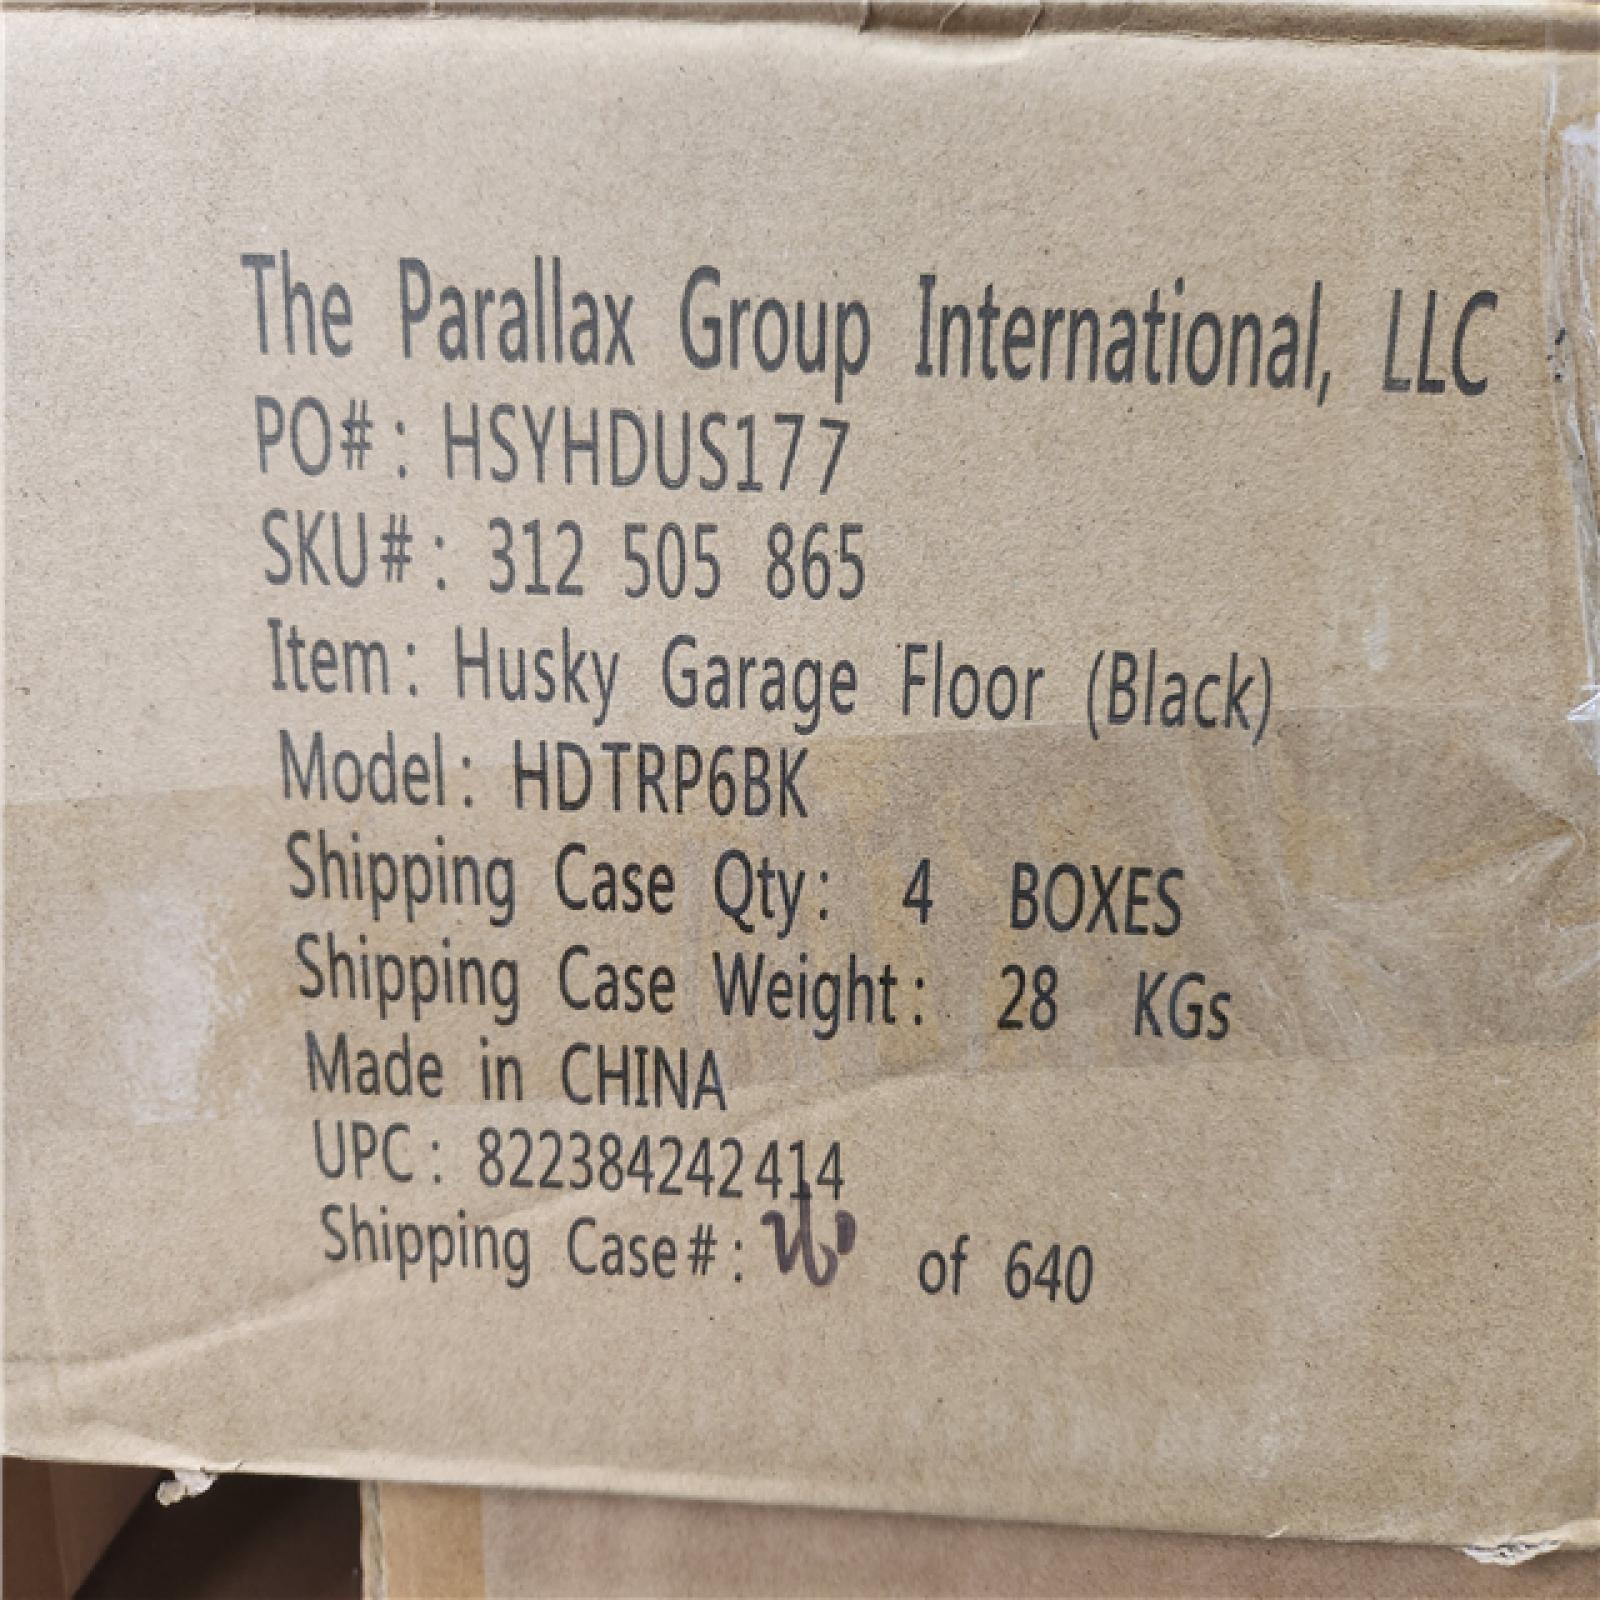 The Parallax Group International, LLC
PO#: HSYHDUS177
SKU#: 312 505 865
Item: Husky Garage Floor (Black)
Model: HDTRP6BK
Shipping Case Qty: 4 BOXES
Shipping Case Weight: 28 KGs
Made in CHINA
UPC: 822384242414
Shipping Case#: of 640